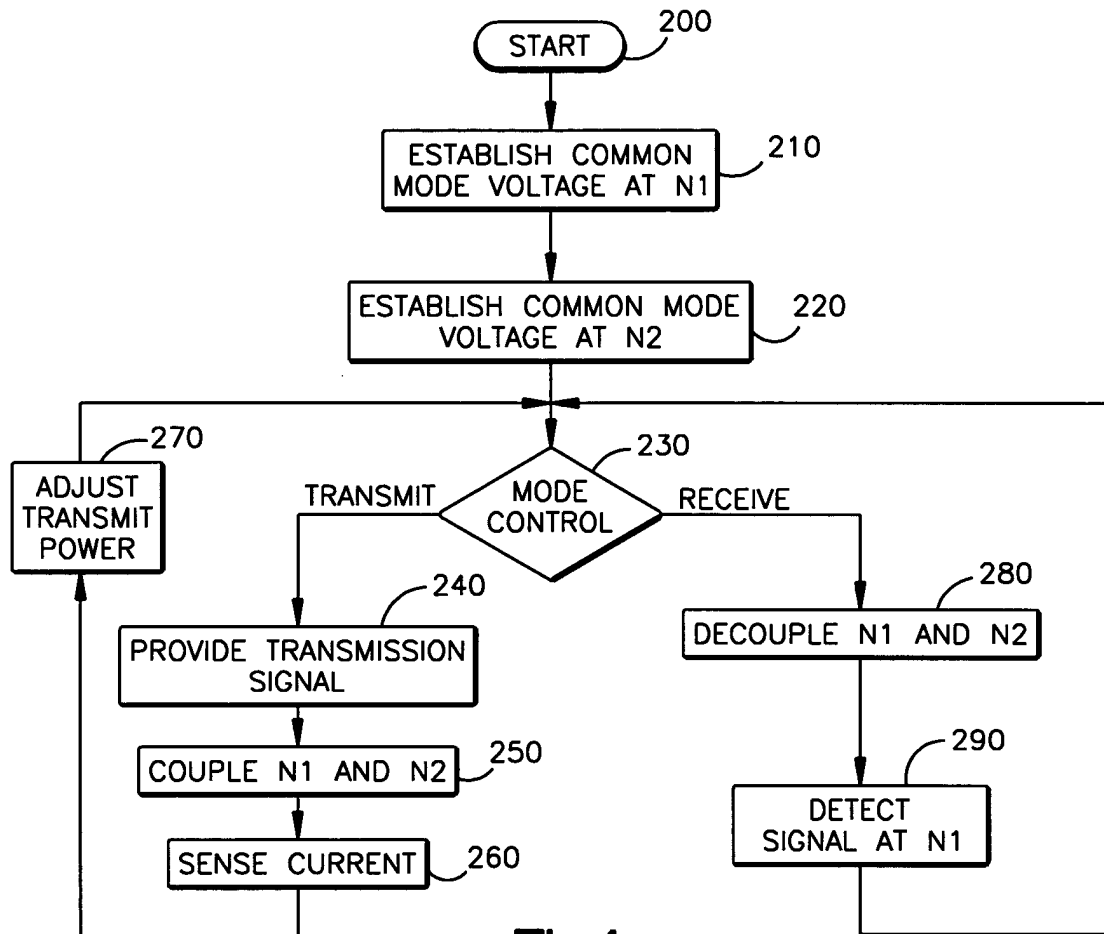 START
200
ESTABLISH COMMON
MODE VOLTAGE AT N1
210
ESTABLISH COMMON MODE
VOLTAGE AT N2
220
270
ADJUST
TRANSMIT
POWER
230
MODE
CONTROL
TRANSMIT
RECEIVE
240
PROVIDE TRANSMISSION
SIGNAL
280
DECOUPLE N1 AND N2
COUPLE N1 AND N2
250
290
DETECT
SIGNAL AT N1
SENSE CURRENT
260